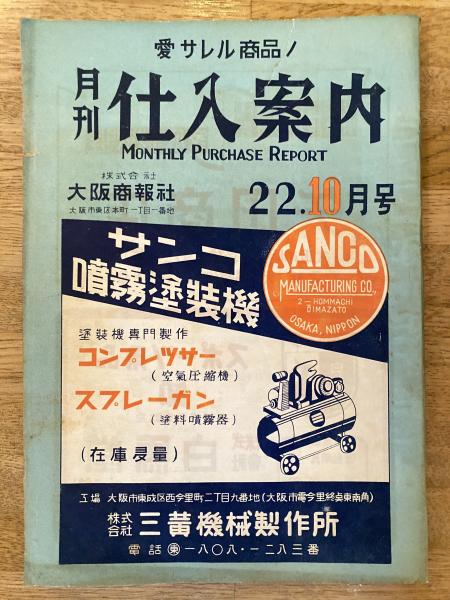 愛サレル商品ノ
月刊 仕入案内
MONTHLY PURCHASE REPORT
株式会社
大阪商報社
大阪市東区本町一丁目一番地
22.10月号
サンコ
噴霧塗装機
SANCO
MANUFACTURING CO.,
2-HOMMACHI
OIMAZATO
OSAKA, NIPPON
塗装機専門製作
コンプレツサー
(空氣圧縮機)
スプレーガン
(塗料噴霧器)
(在庫 量)
工場 大阪市東成区西今里町二丁目九番地(大阪市電今里終点東南角)
株式会社 三黄機械製作所
電話 東 一八〇八・一二八三番